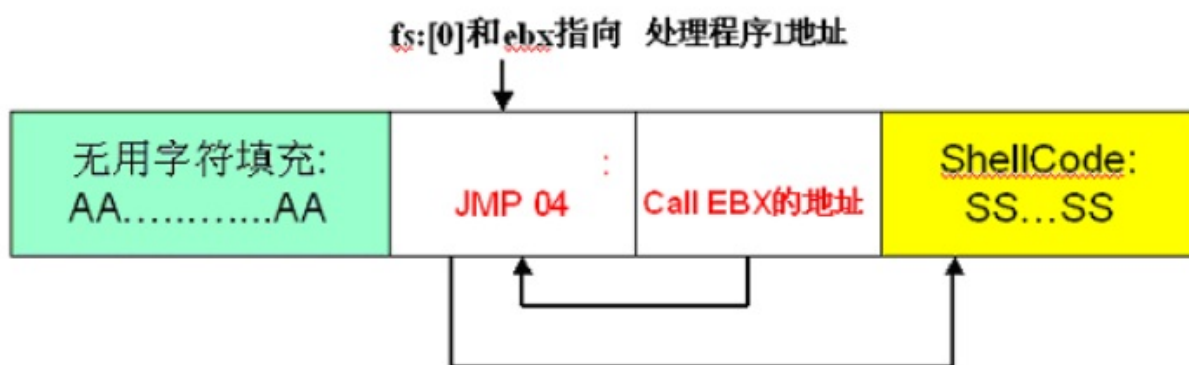 fs:[0]和ebx指向 处理程序1地址
无用字符填充:
AA…………AA
:
JMP 04
Call EBX的地址
ShellCode:
SS...SS